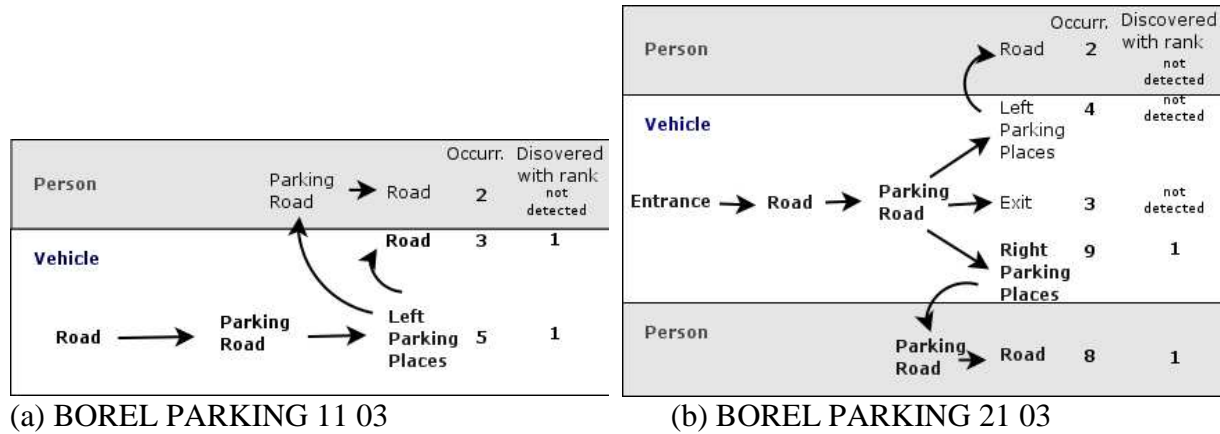 Occurr. Disovered
with rank
Person
Parking
Road
Road
2
not
detected
Road
3
1
Vehicle
Road
Parking
Road
Left
Parking
Places
5
1
(a) BOREL PARKING 11 03
Occurr. Discovered
with rank
Person
Road
2
not
detected
Vehicle
Left
Parking
Places
4
not
detected
Entrance
Road
Parking
Road
Exit
3
not
detected
Right
Parking
Places
9
1
Person
Parking
Road
Road
8
1
(b) BOREL PARKING 21 03